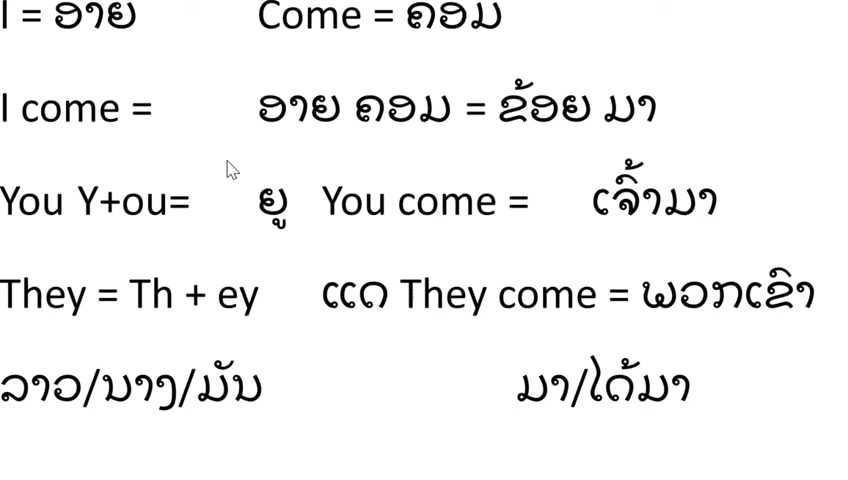 I = ອາຍ Come = ຄອມ
I come = ອາຍ ຄອມ = ຂ້ອຍ ມາ
You Y+ou= ຍູ You come = ເຈົ້າມາ
They = Th + ey ແດ They come = ພວກເຂົາ
ລາວ/ນາງ/ມັນ ມາ/ໄດ້ມາ